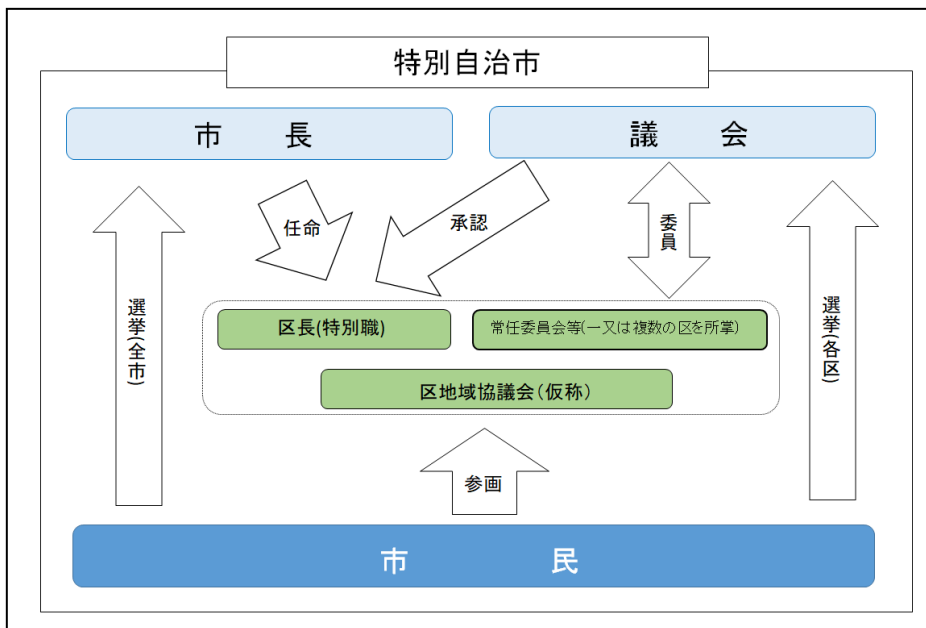 特別自治市
市　　長
議　　会
任命
承認
委員
選挙(全市)
選挙(各区)
区長(特別職)
常任委員会等(一又は複数の区を所掌)
区地域協議会(仮称)
参画
市　　　　民